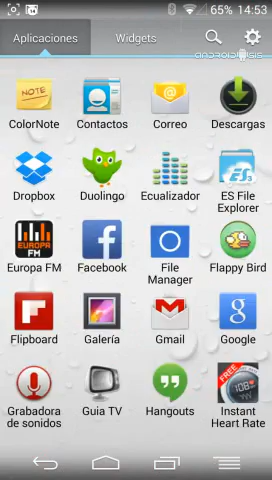 65% 14:53
Aplicaciones Widgets
ANDROIDSIS
NOTE
ColorNote Contactos Correo Descargas
Dropbox Duolingo Ecualizador ES File
Explorer
EUROPA
FM
Europa FM Facebook File
Manager Flappy Bird
Flipboard Galería Gmail Google
FREE
Grabadora
de sonidos Guia TV Hangouts Instant
Heart Rate